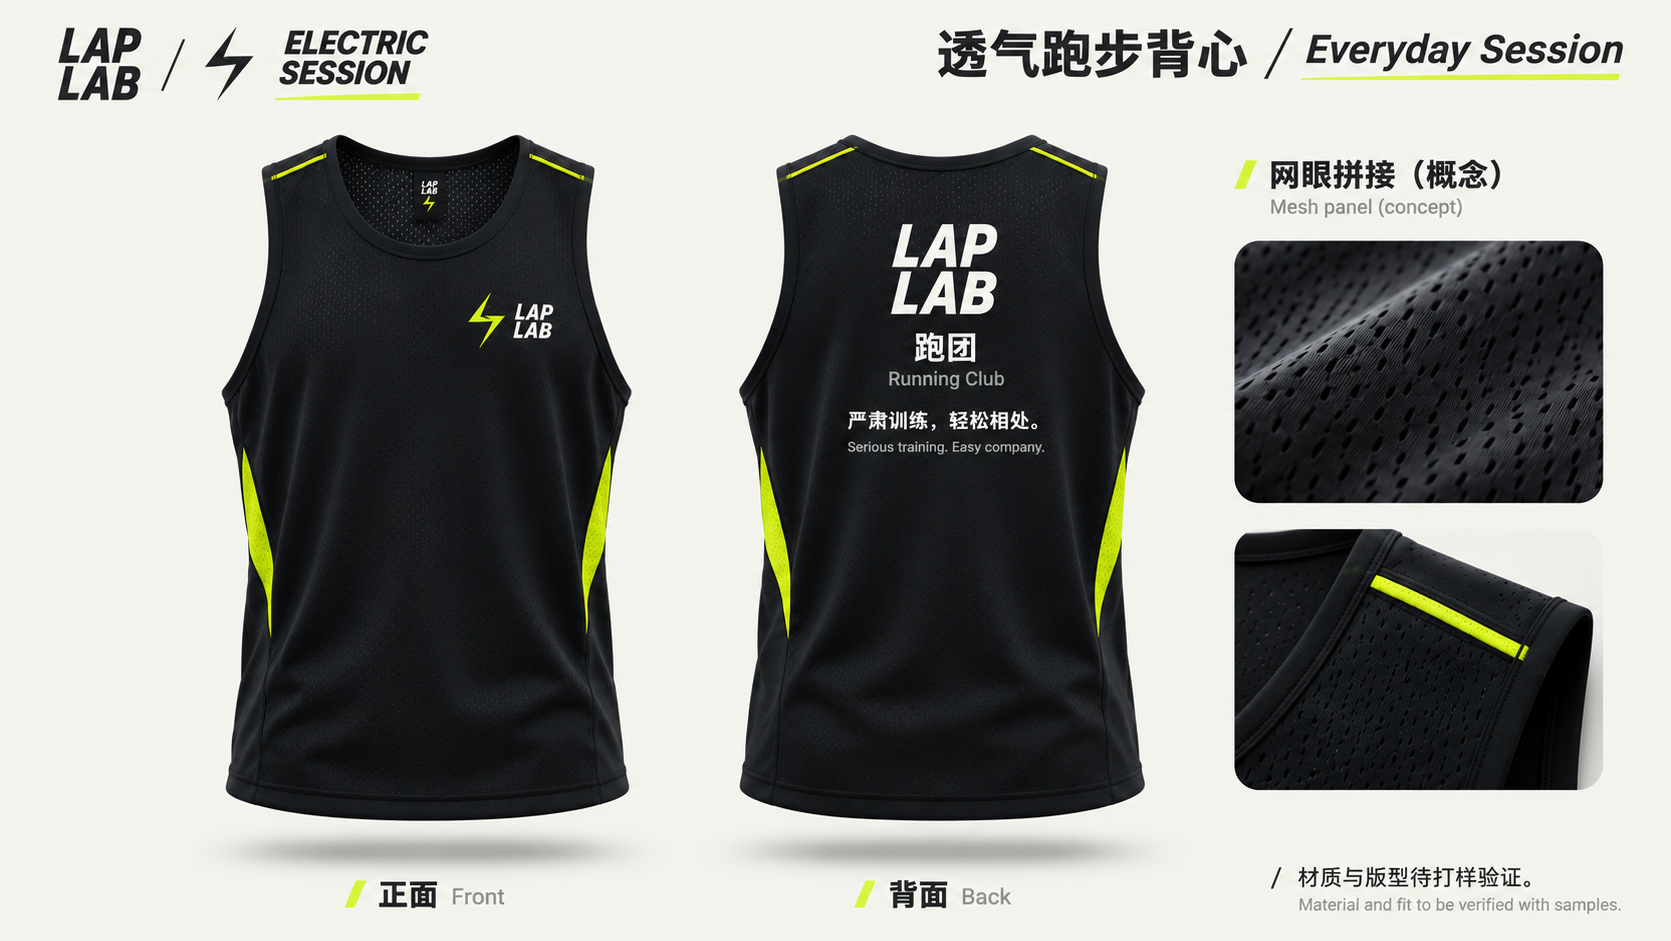 LAP
LAB
/
ELECTRIC
SESSION
透气跑步背心 / Everyday Session
LAP
LAB
LAP
LAB
LAP
LAB
跑团
Running Club
严肃训练，轻松相处。
Serious training. Easy company.
网眼拼接（概念）
Mesh panel (concept)
正面 Front
背面 Back
/ 材质与版型待打样验证。
Material and fit to be verified with samples.